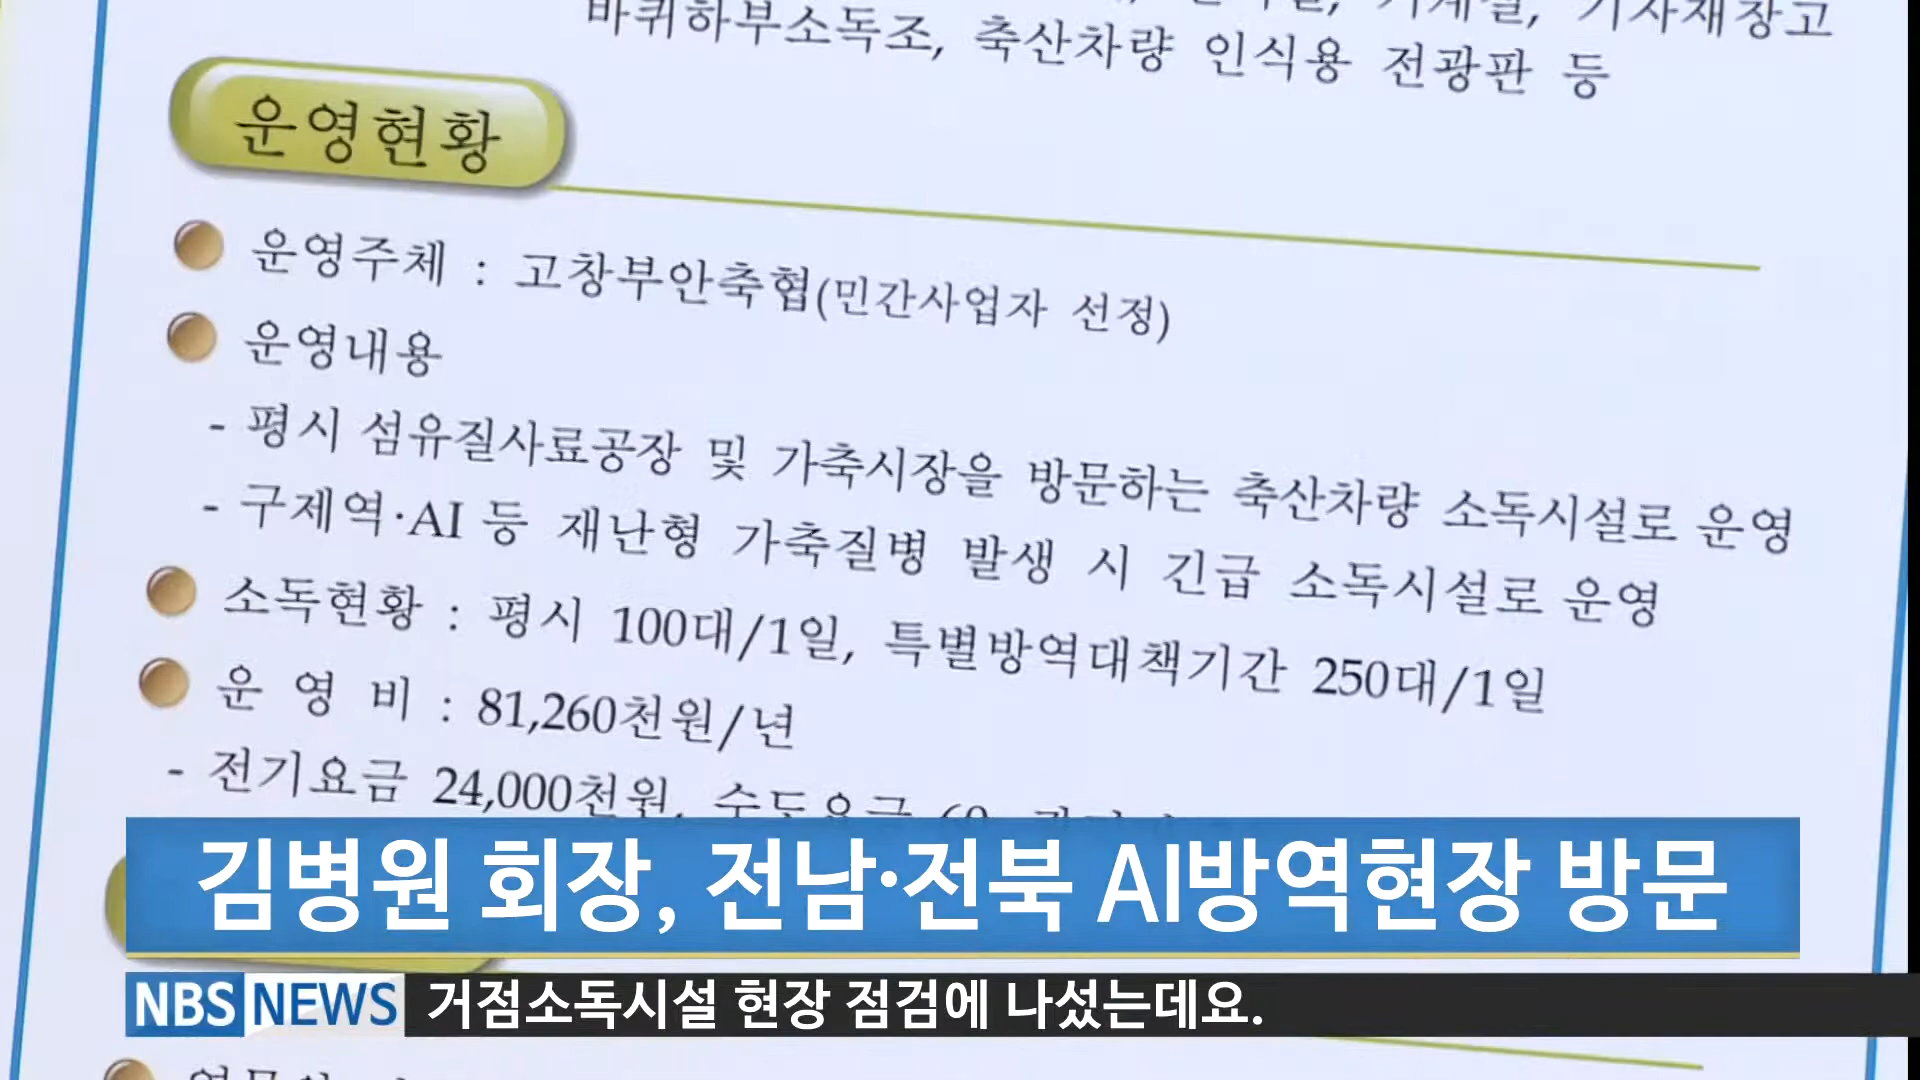 바퀴하부소독조, 축산차량 인식용 전광판 등
운영현황
운영주체 : 고창부안축협(민간사업자 선정)
운영내용
- 평시 섬유질사료공장 및 가축시장을 방문하는 축산차량 소독시설로 운영
- 구제역·AI 등 재난형 가축질병 발생 시 긴급 소독시설로 운영
소독현황 : 평시 100대/1일, 특별방역대책기간 250대/1일
운 영 비 : 81,260천원/년
- 전기요금 24,000천원, 수도요금
김병원 회장, 전남·전북 AI방역현장 방문
NBS NEWS 거점소독시설 현장 점검에 나섰는데요.